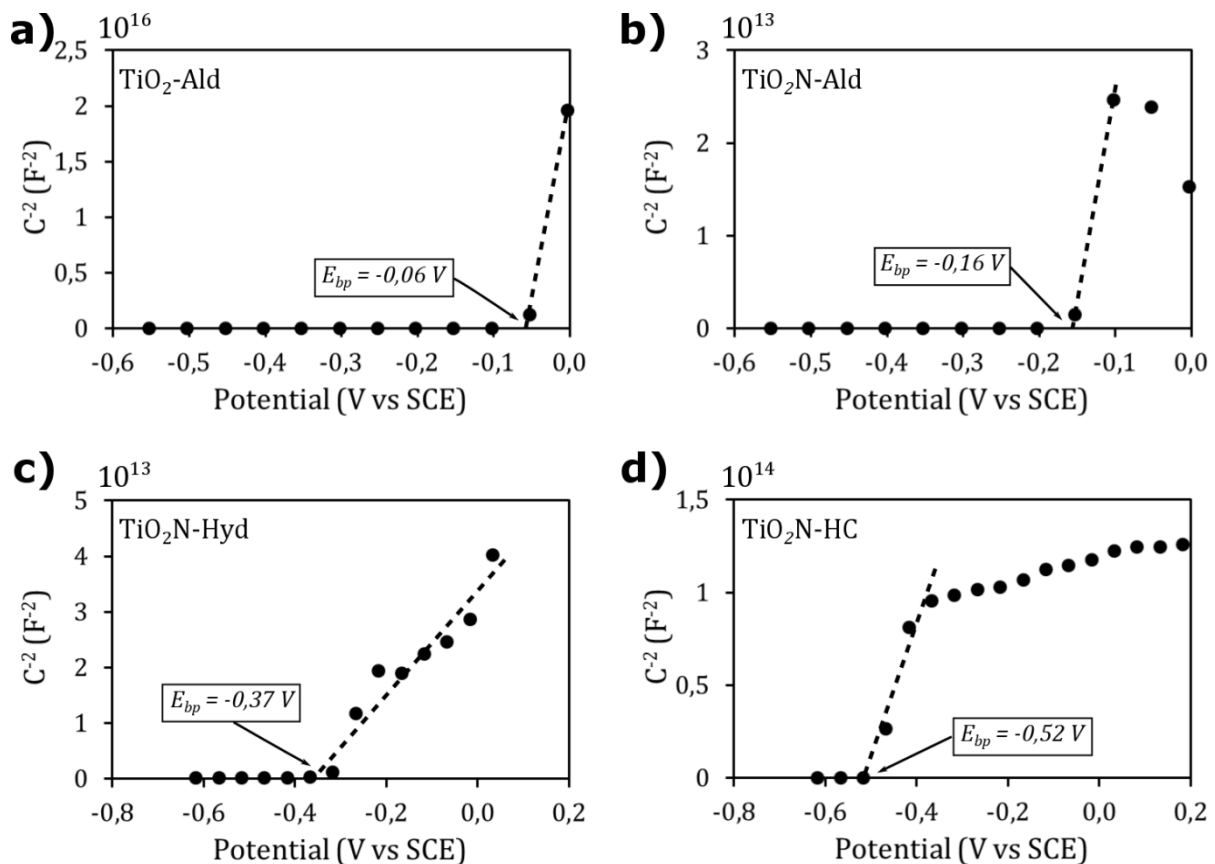 a)
10^16
2,5
2
1,5
1
0,5
0
C^-2 (F^-2)
TiO₂-Ald
E_bp = -0,06 V
-0,6 -0,5 -0,4 -0,3 -0,2 -0,1 0,0
Potential (V vs SCE)
b)
10^13
3
2
1
0
C^-2 (F^-2)
TiO₂N-Ald
E_bp = -0,16 V
-0,6 -0,5 -0,4 -0,3 -0,2 -0,1 0,0
Potential (V vs SCE)
c)
10^13
5
4
3
2
1
0
C^-2 (F^-2)
TiO₂N-Hyd
E_bp = -0,37 V
-0,8 -0,6 -0,4 -0,2 0,0 0,2
Potential (V vs SCE)
d)
10^14
1,5
1
0,5
0
C^-2 (F^-2)
TiO₂N-HC
E_bp = -0,52 V
-0,8 -0,6 -0,4 -0,2 0,0 0,2
Potential (V vs SCE)